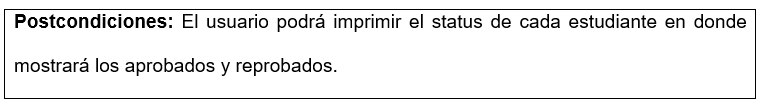 Postcondiciones: El usuario podrá imprimir el status de cada estudiante en donde
mostrará los aprobados y reprobados.